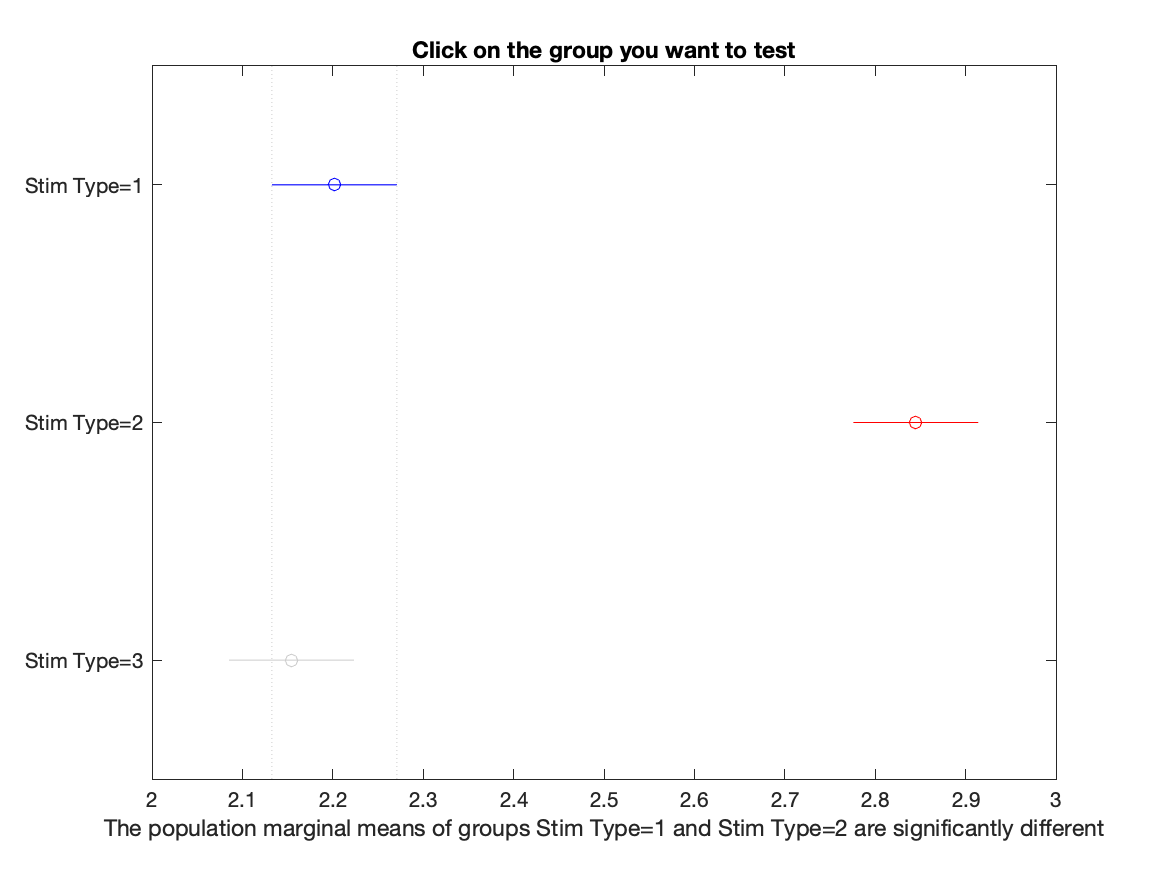 Click on the group you want to test
Stim Type=1
Stim Type=2
Stim Type=3
2 2.1 2.2 2.3 2.4 2.5 2.6 2.7 2.8 2.9 3
The population marginal means of groups Stim Type=1 and Stim Type=2 are significantly different